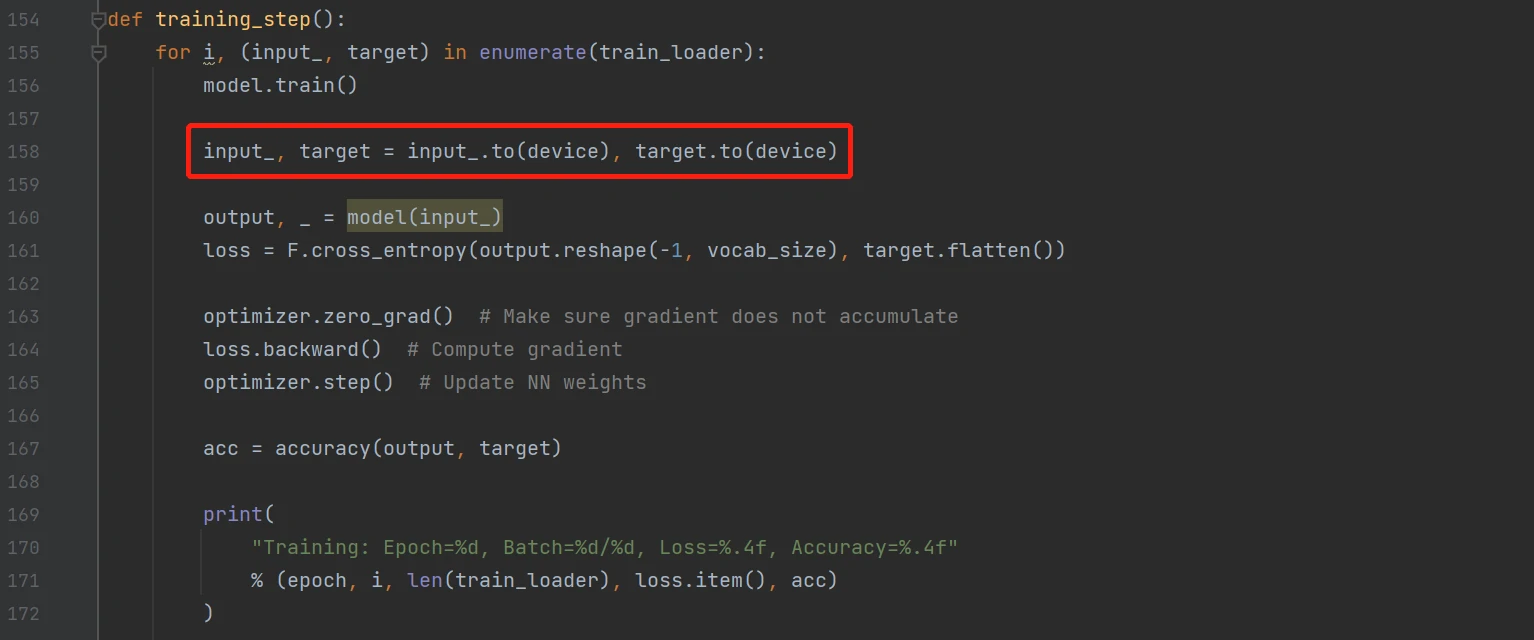 154 def training_step():
155 for i, (input_, target) in enumerate(train_loader):
156 model.train()
157
158 input_, target = input_.to(device), target.to(device)
159
160 output, _ = model(input_)
161 loss = F.cross_entropy(output.reshape(-1, vocab_size), target.flatten())
162
163 optimizer.zero_grad()  # Make sure gradient does not accumulate
164 loss.backward()  # Compute gradient
165 optimizer.step()  # Update NN weights
166
167 acc = accuracy(output, target)
168
169 print(
170 "Training: Epoch=%d, Batch=%d/%d, Loss=%.4f, Accuracy=%.4f"
171 % (epoch, i, len(train_loader), loss.item(), acc)
172 )